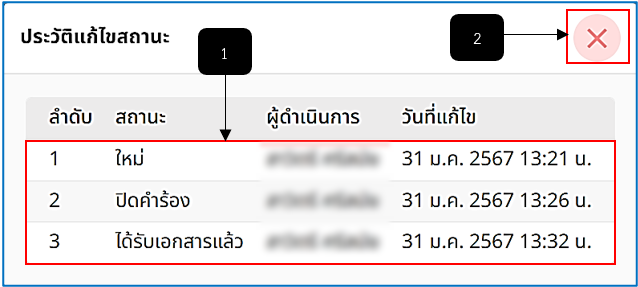 ประวัติแก้ไขสถานะ
1
2
ลำดับ สถานะ ผู้ดำเนินการ วันที่แก้ไข
1 ใหม่ 31 ม.ค. 2567 13:21 น.
2 ปิดคำร้อง 31 ม.ค. 2567 13:26 น.
3 ได้รับเอกสารแล้ว 31 ม.ค. 2567 13:32 น.